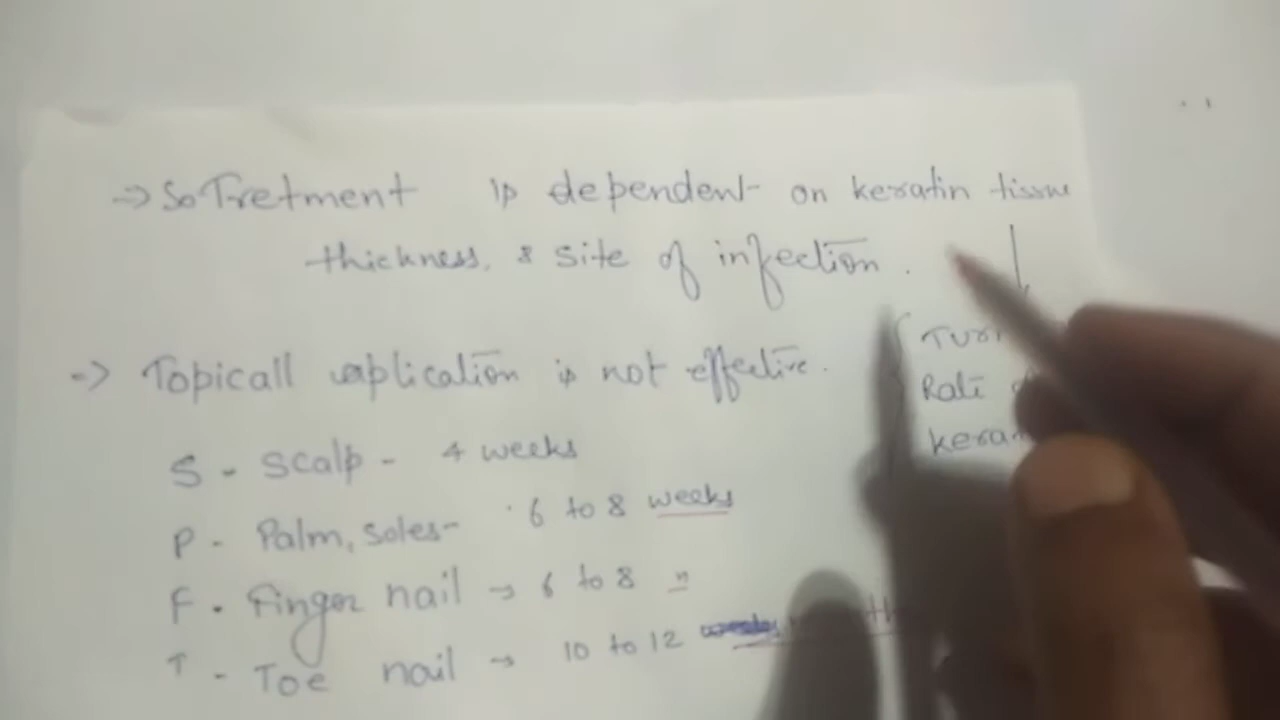 -> So Tretment is dependent on keratin tissue
thickness, & site of infection.
-> Topicall application is not effective.
Rate
S - scalp - 4 weeks
P - Palm, soles - 6 to 8 weeks
F - Finger nail -> 6 to 8 "
T - Toe nail -> 10 to 12